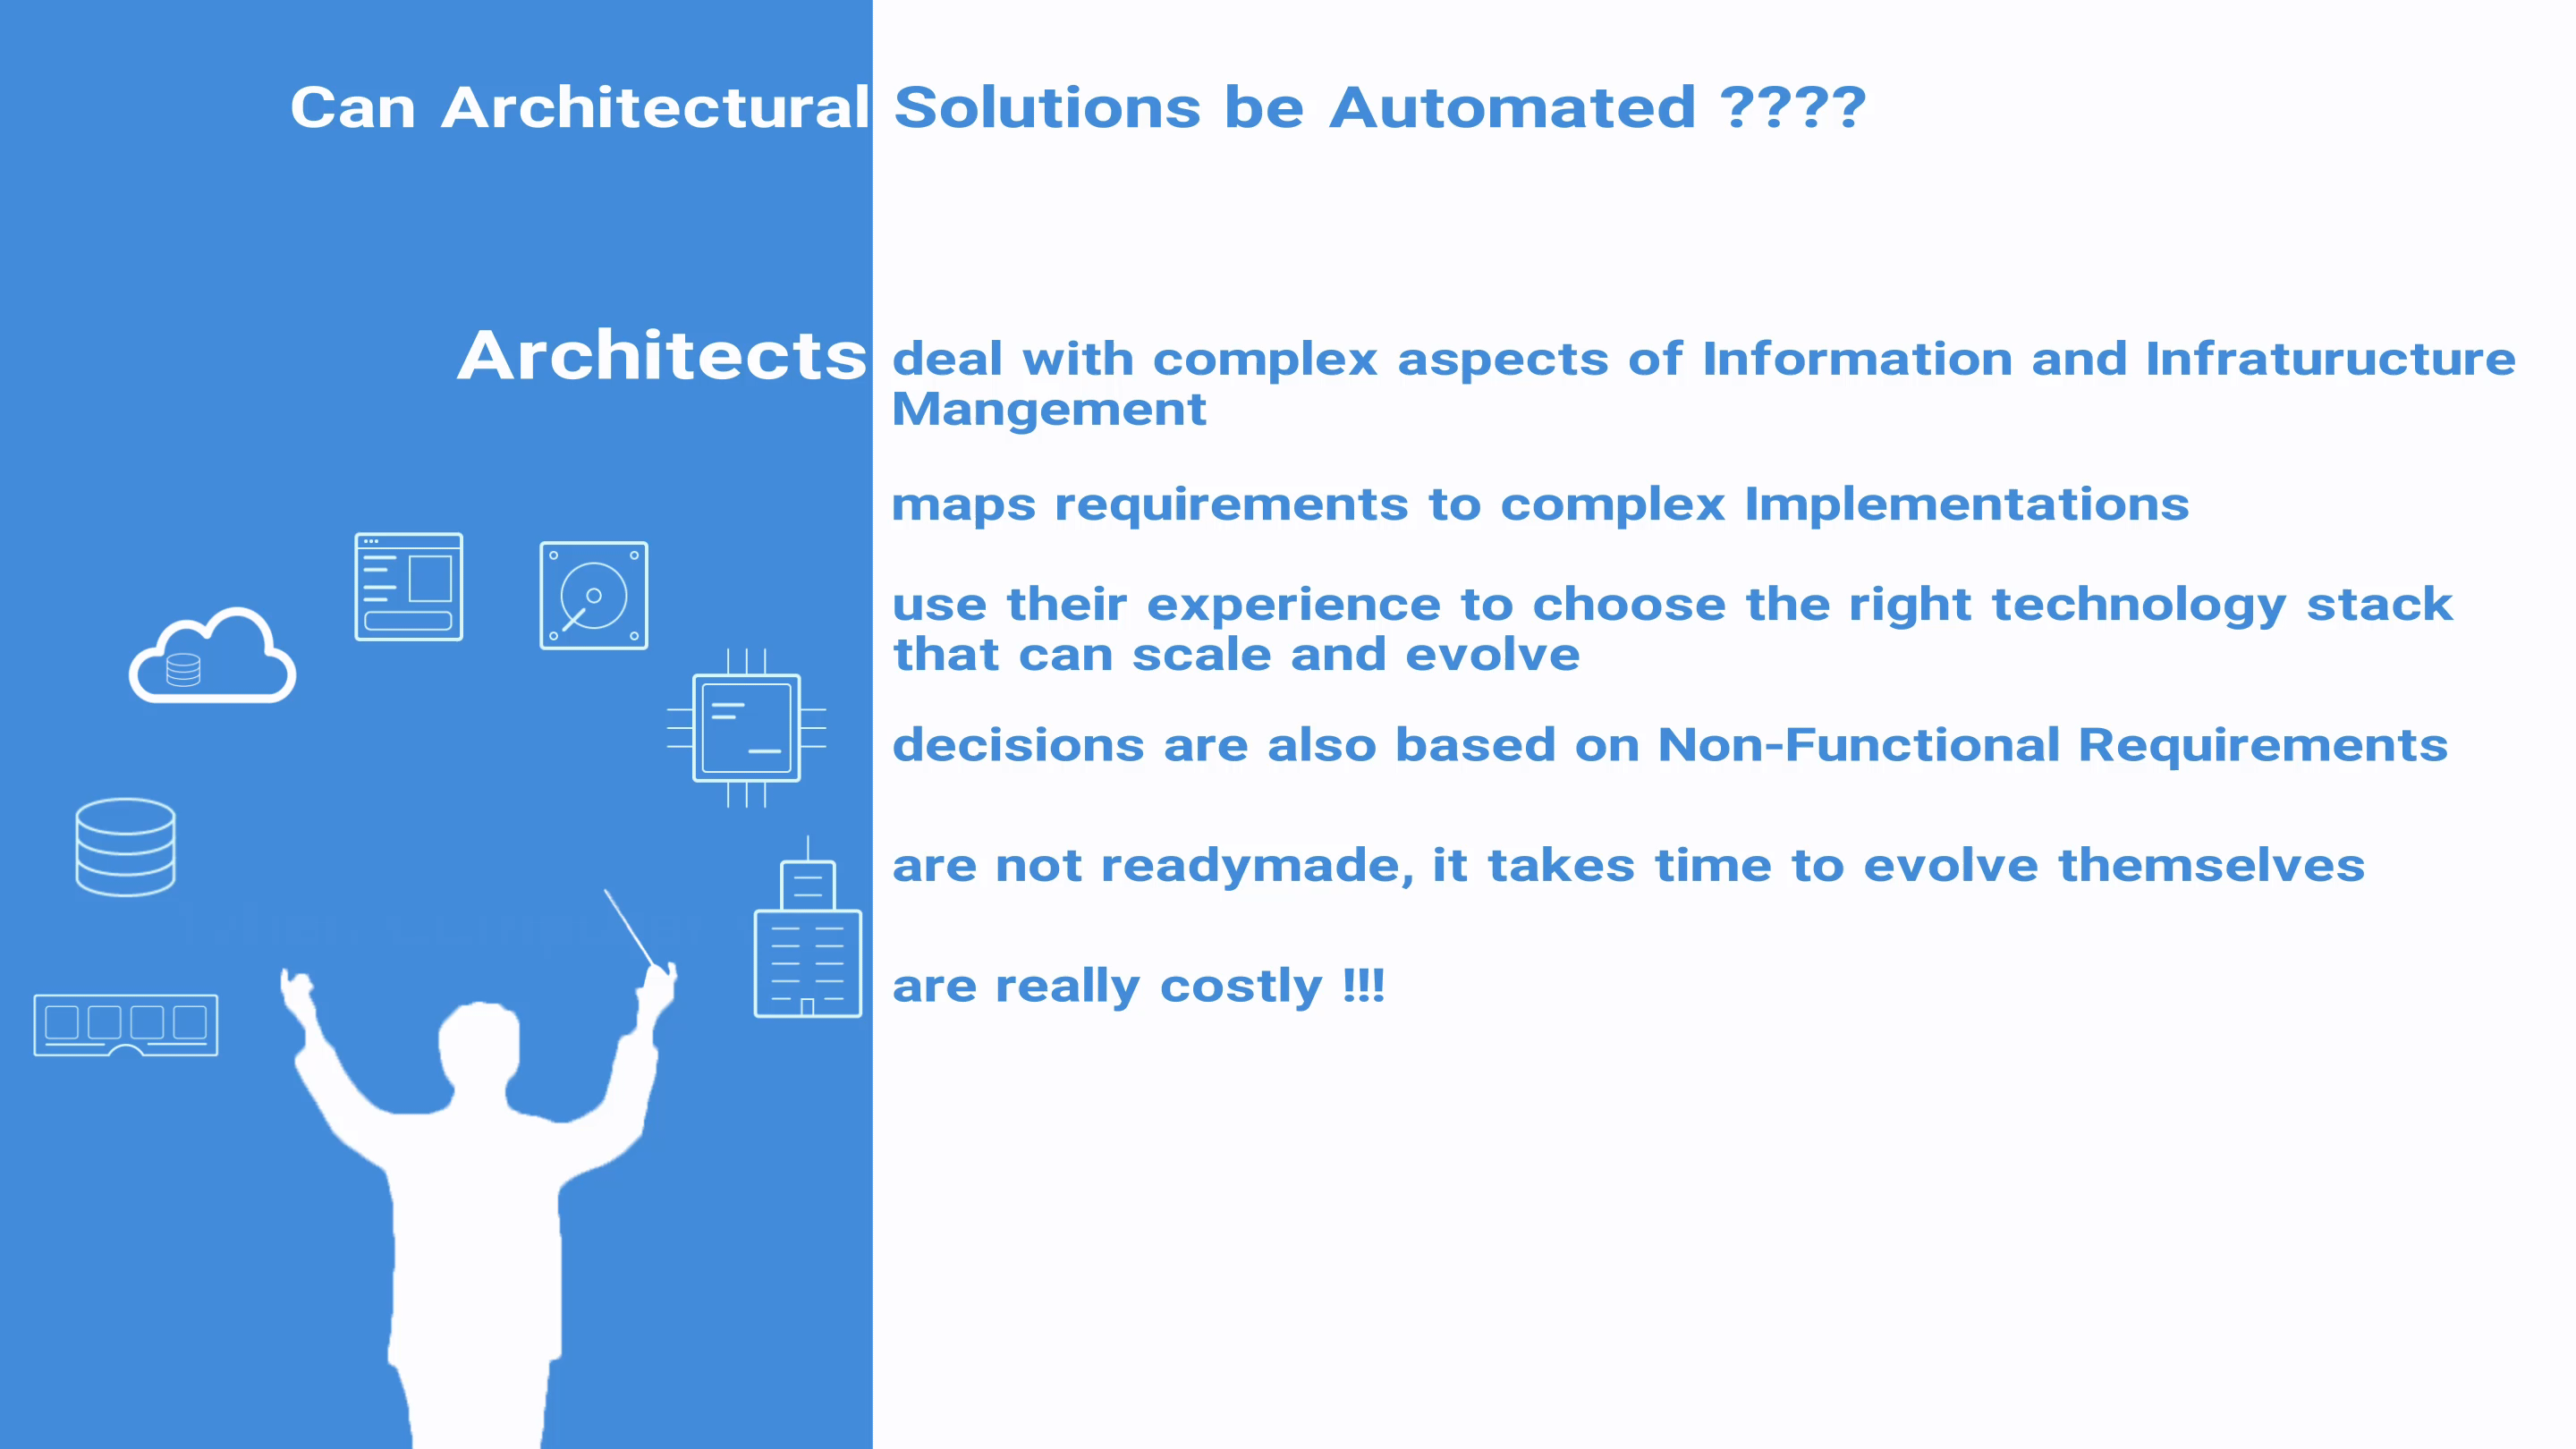 Can Architectural Solutions be Automated ????
Architects deal with complex aspects of Information and Infraturucture
Mangement
maps requirements to complex Implementations
use their experience to choose the right technology stack
that can scale and evolve
decisions are also based on Non-Functional Requirements
are not readymade, it takes time to evolve themselves
are really costly !!!